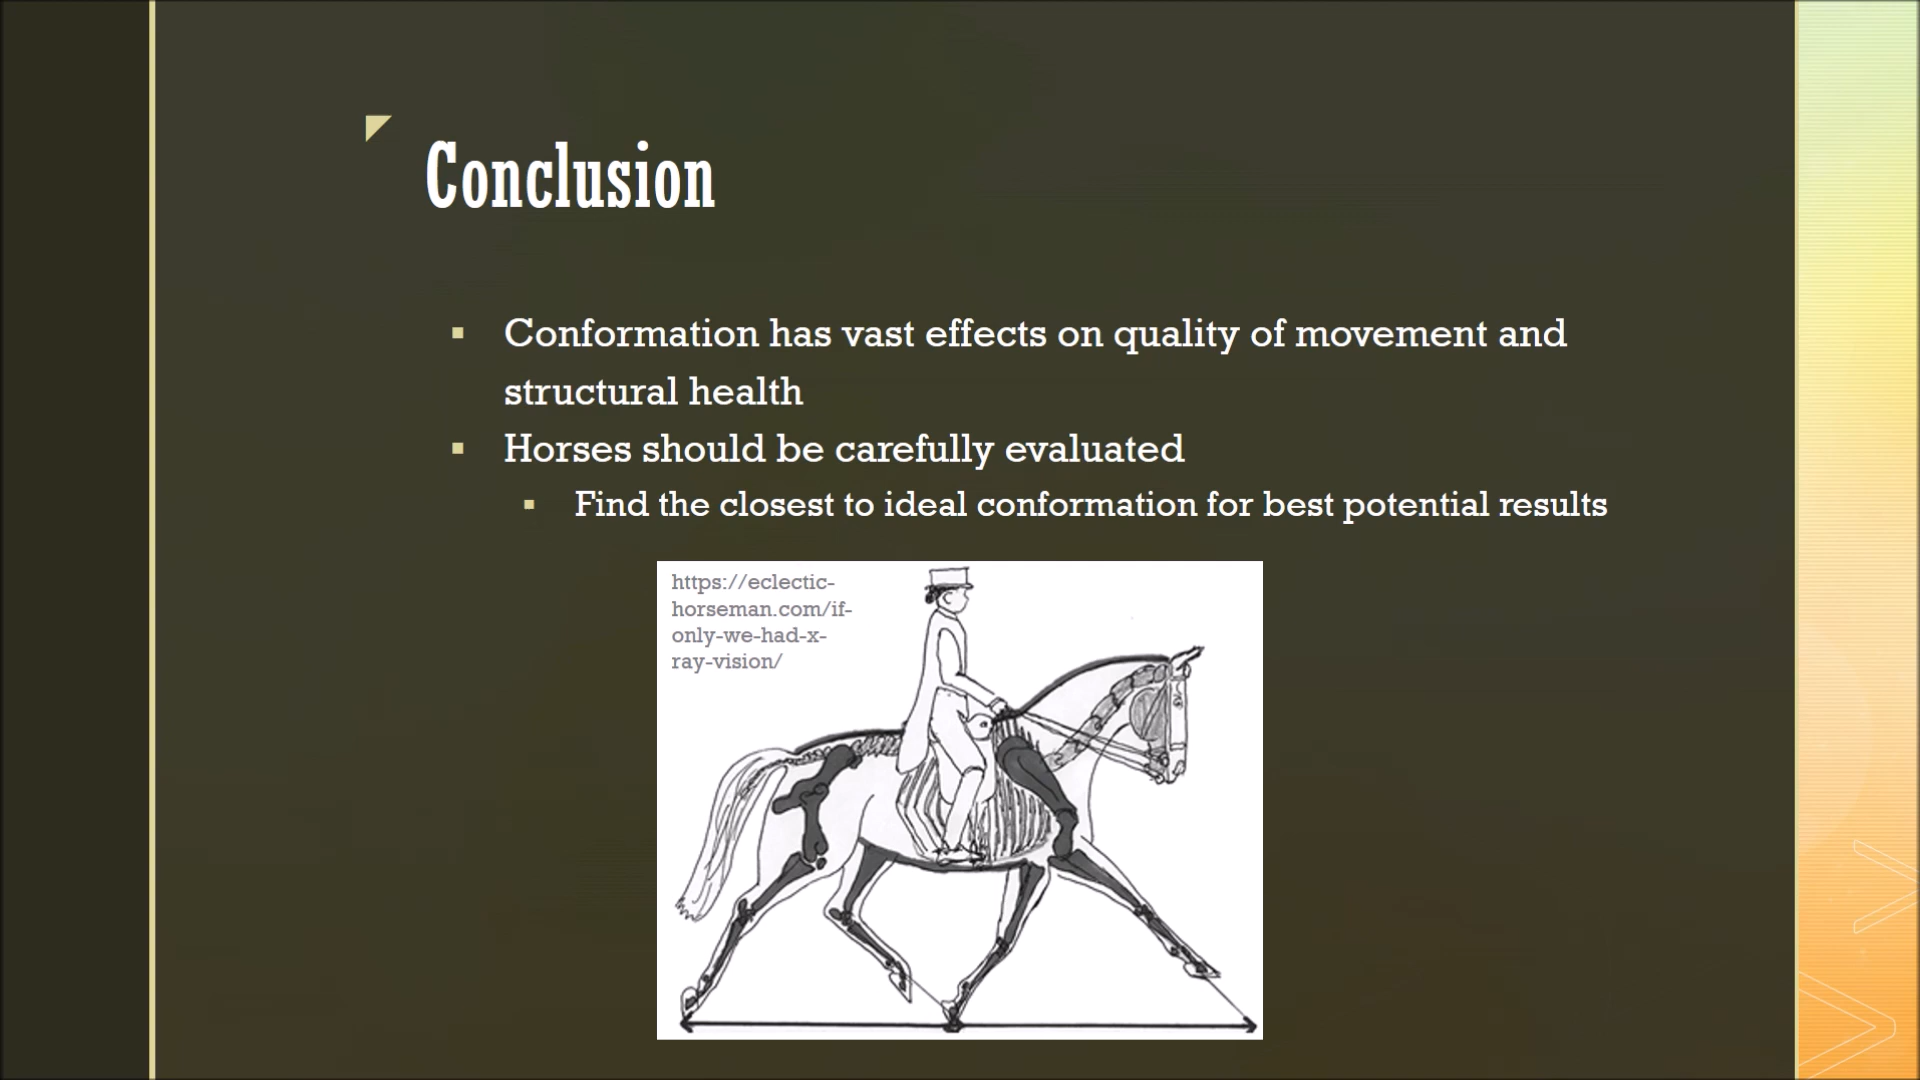 Conclusion
▪ Conformation has vast effects on quality of movement and
structural health
▪ Horses should be carefully evaluated
▪ Find the closest to ideal conformation for best potential results
https://eclectic-
horseman.com/if-
only-we-had-x-
ray-vision/